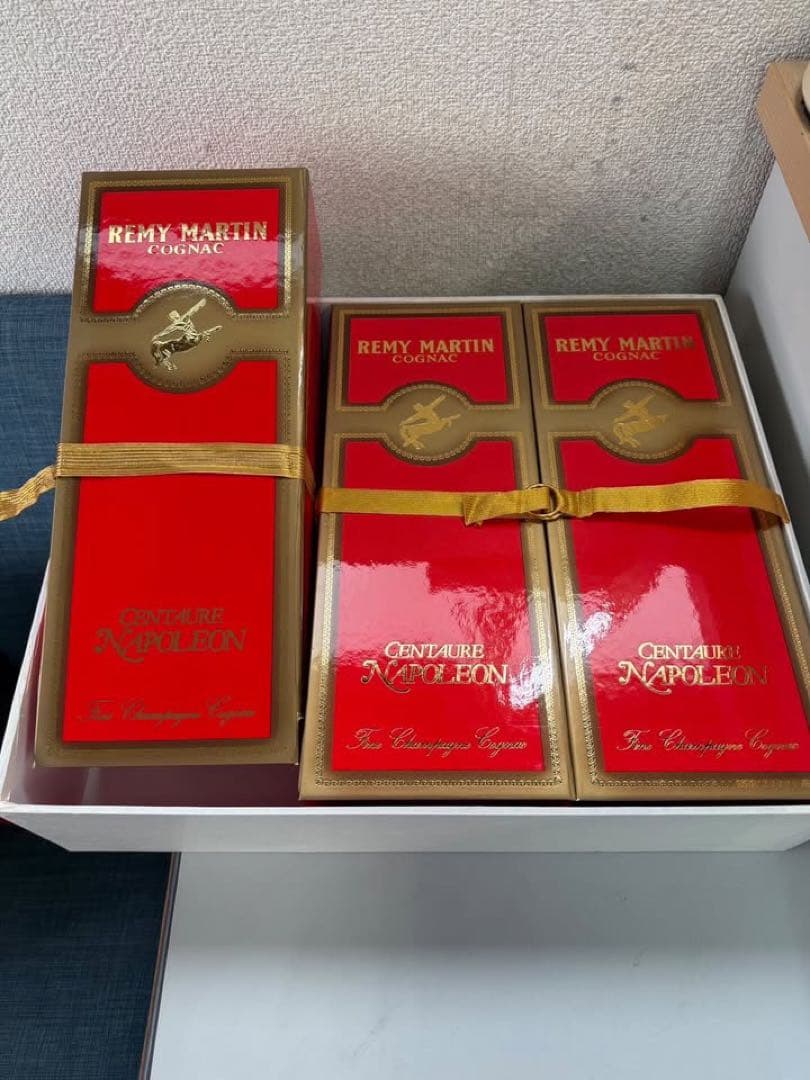 REMY MARTIN
COGNAC
CENTAURE
NAPOLEON
Fine Champagne Cognac
REMY MARTIN
COGNAC
CENTAURE
NAPOLEON
Fine Champagne Cognac
REMY MARTIN
COGNAC
CENTAURE
NAPOLEON
Fine Champagne Cognac